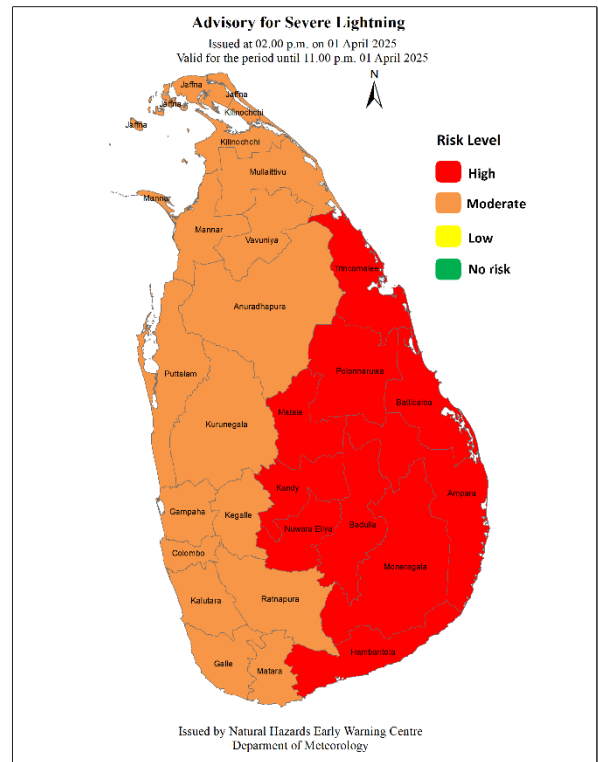 Advisory for Severe Lightning
Issued at 02.00 p.m. on 01 April 2025
Valid for the period until 11.00 p.m. 01 April 2025
N
Jaffna
Jaffna
Jaffna
Kilinochchi
Jaffna
Kilinochchi
Mullaittivu
Mannar
Mannar
Vavuniya
Trincomalee
Anuradhapura
Puttalam
Polonnaruwa
Batticaloa
Matale
Kurunegala
Kandy
Ampara
Gampaha
Kegalle
Nuwara Eliya
Badulla
Colombo
Moneragala
Kalutara
Ratnapura
Hambantota
Galle
Matara
Risk Level
High
Moderate
Low
No risk
Issued by Natural Hazards Early Warning Centre
Deparment of Meteorology